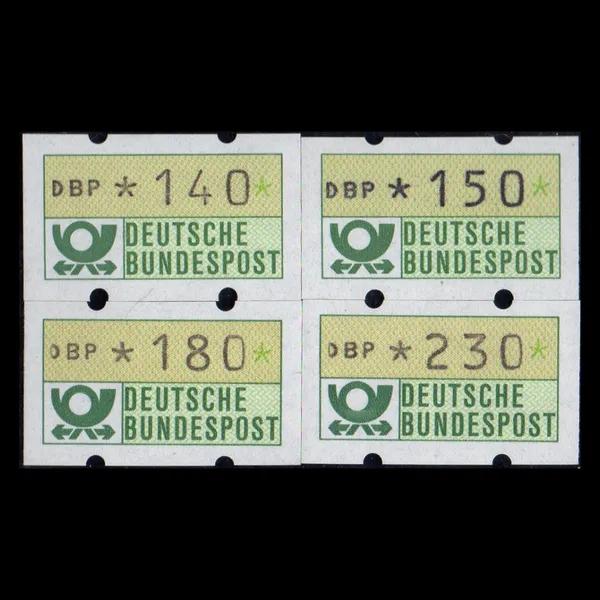 DBP * 140*
DEUTSCHE
BUNDESPOST
DBP * 150*
DEUTSCHE
BUNDESPOST
DBP * 180*
DEUTSCHE
BUNDESPOST
DBP * 230*
DEUTSCHE
BUNDESPOST